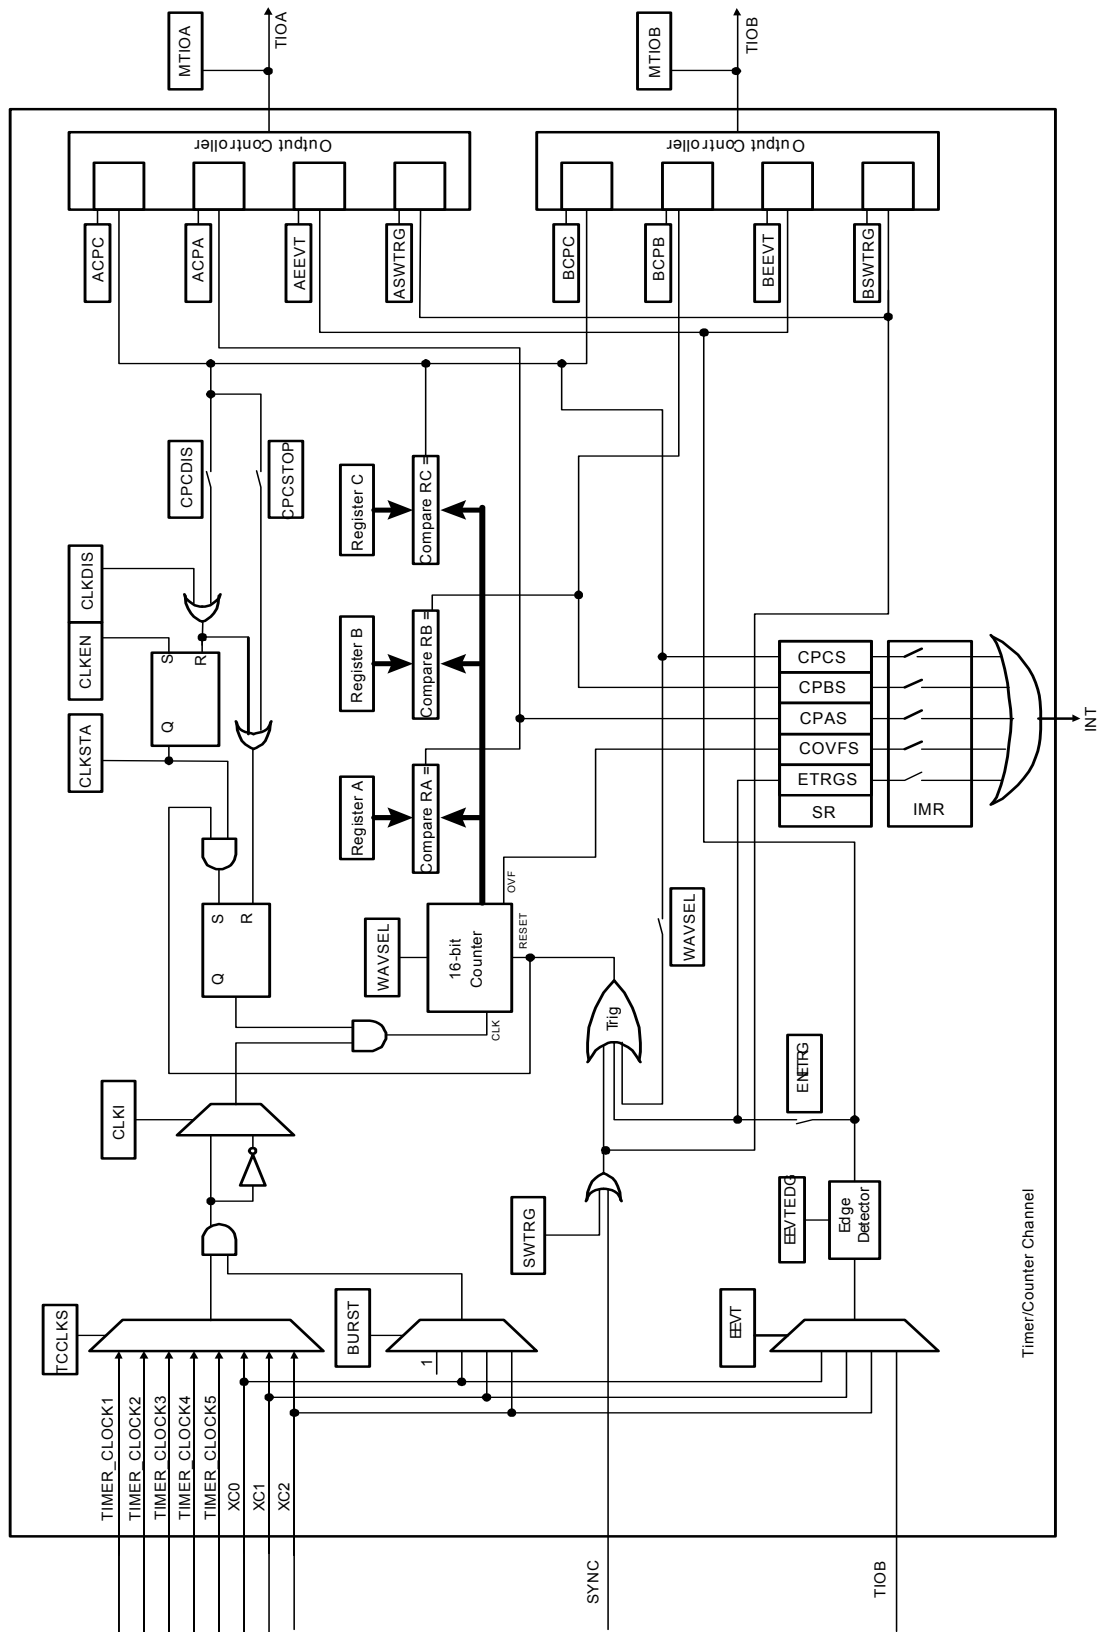 TIOA
MTIOA
TIOB
MTIOB
Output Controller
Output Controller
ACPC
ACPA
AEEVT
ASWTRG
BCPC
BCPB
BEEVT
BSWTRG
CPCDIS
CPCSTOP
CLKDIS
CLKEN
CLKSTA
S
R
Q
Register C
Compare RC =
Register B
Compare RB =
Register A
Compare RA =
CPCS
CPBS
CPAS
COVFS
ETRGS
SR
IMR
INT
S
R
Q
WAVSEL
16-bit
Counter
OVF
RESET
CLK
WAVSEL
Trig
ENETRG
CLKI
SWTRG
EEVTEDG
Edge
Detector
TCCLKS
BURST
1
EEVT
Timer/Counter Channel
TIMER_CLOCK1
TIMER_CLOCK2
TIMER_CLOCK3
TIMER_CLOCK4
TIMER_CLOCK5
XC0
XC1
XC2
SYNC
TIOB